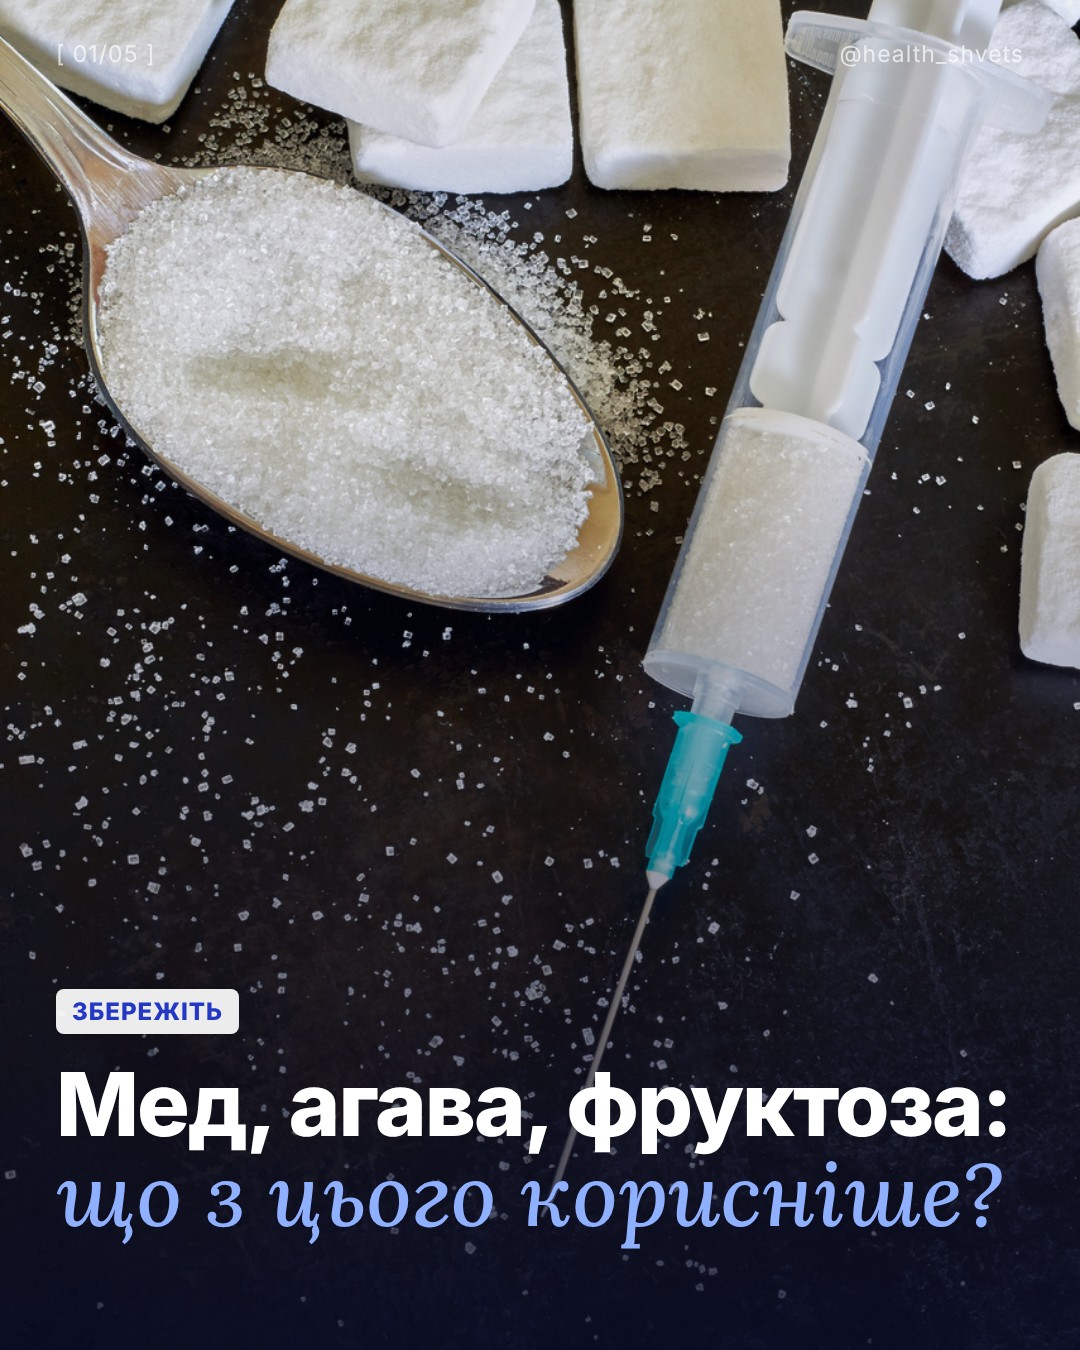 [ 01/05 ]
@health_shvets
ЗБЕРЕЖІТЬ
Мед, агава, фруктоза:
що з цього корисніше?